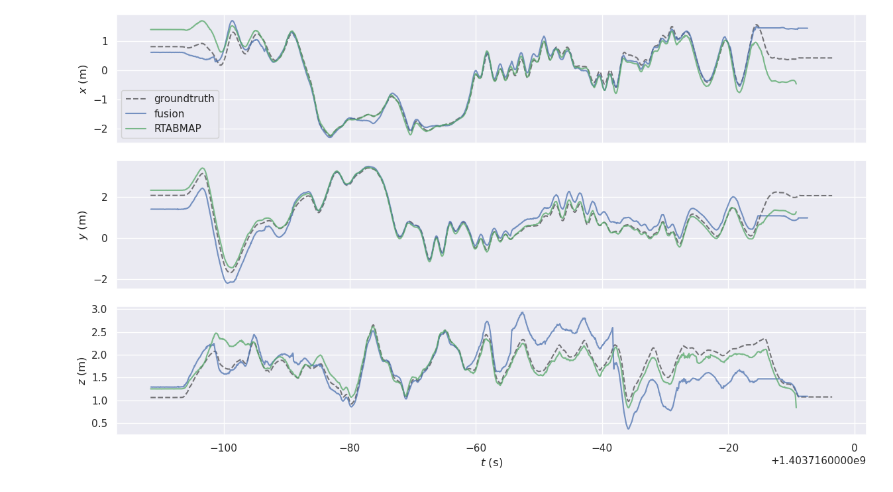 x (m)
1
0
−1
−2
groundtruth
fusion
RTABMAP
y (m)
2
0
−2
z (m)
3.0
2.5
2.0
1.5
1.0
0.5
−100
−80
−60
−40
−20
0
t (s)
+1.4037160000e9